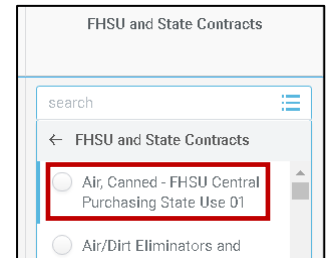 FHSU and State Contracts
search
← FHSU and State Contracts
Air, Canned - FHSU Central
Purchasing State Use 01
Air/Dirt Eliminators and